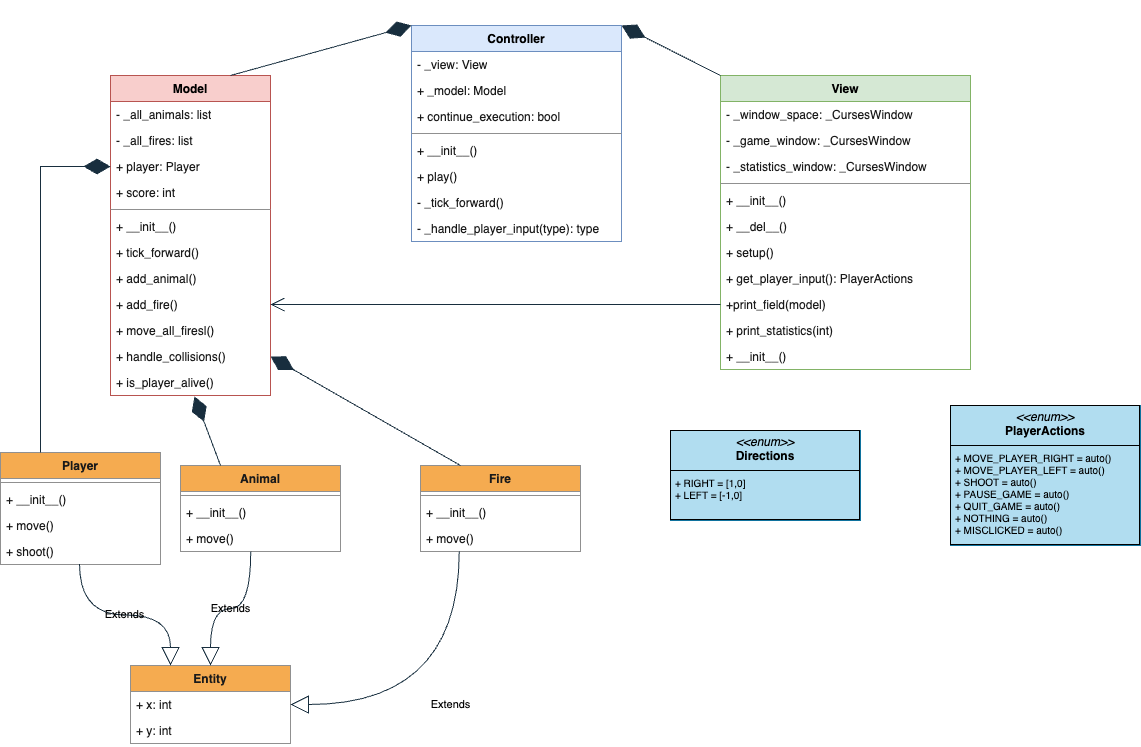 Controller
- _view: View
+ _model: Model
+ continue_execution: bool
+ __init__()
+ play()
- _tick_forward()
- _handle_player_input(type): type
Model
- _all_animals: list
- _all_fires: list
+ player: Player
+ score: int
+ __init__()
+ tick_forward()
+ add_animal()
+ add_fire()
+ move_all_firesl()
+ handle_collisions()
+ is_player_alive()
View
- _window_space: _CursesWindow
- _game_window: _CursesWindow
- _statistics_window: _CursesWindow
+ __init__()
+ __del__()
+ setup()
+ get_player_input(): PlayerActions
+print_field(model)
+ print_statistics(int)
+ __init__()
Player
+ __init__()
+ move()
+ shoot()
Animal
+ __init__()
+ move()
Fire
+ __init__()
+ move()
<<enum>>
Directions
+ RIGHT = [1,0]
+ LEFT = [-1,0]
<<enum>>
PlayerActions
+ MOVE_PLAYER_RIGHT = auto()
+ MOVE_PLAYER_LEFT = auto()
+ SHOOT = auto()
+ PAUSE_GAME = auto()
+ QUIT_GAME = auto()
+ NOTHING = auto()
+ MISCLICKED = auto()
Extends
Extends
Extends
Entity
+ x: int
+ y: int